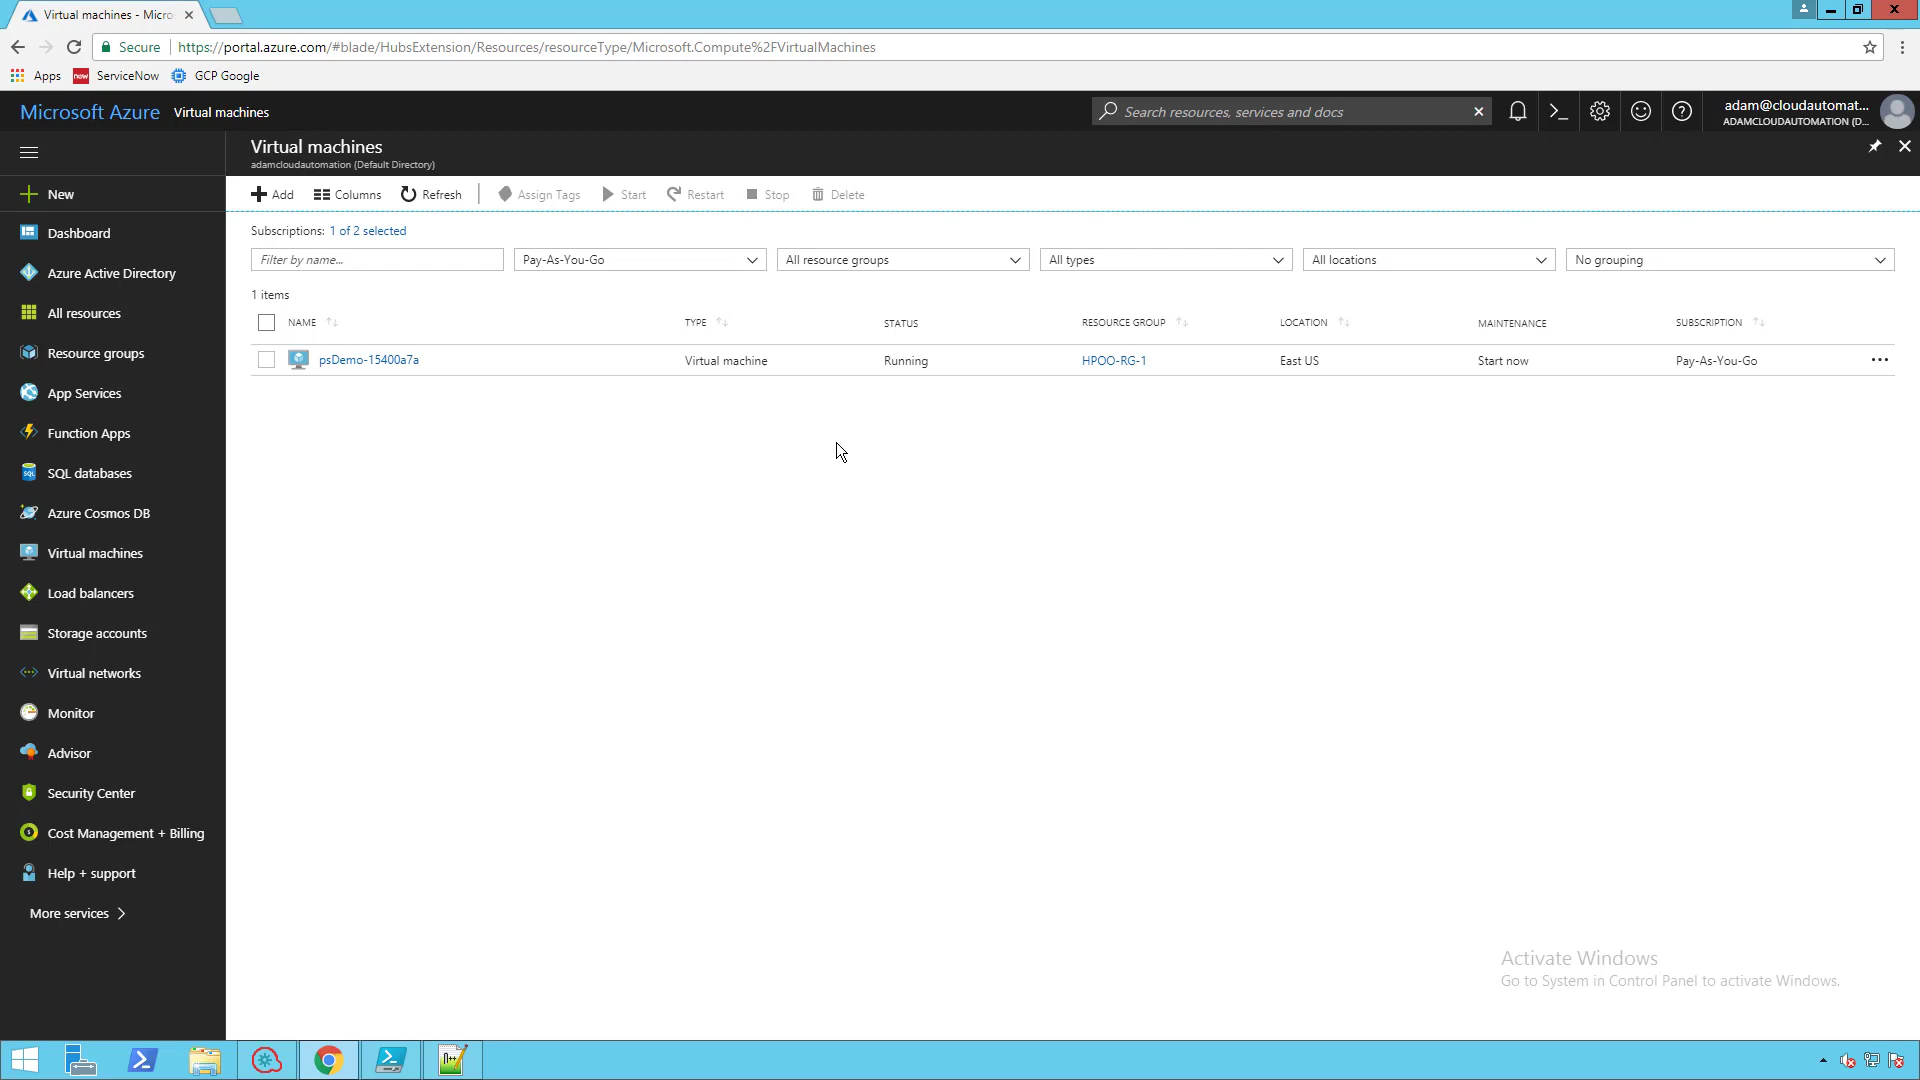 Virtual machines - Micro
Secure https://portal.azure.com/#blade/HubsExtension/Resources/resourceType/Microsoft.Compute%2FVirtualMachines
Apps now ServiceNow GCP Google
Microsoft Azure Virtual machines Search resources, services and docs adam@cloudautomat...
ADAMCLOUDAUTOMATION (D...
Virtual machines
adamcloudautomation (Default Directory)
New
Dashboard
Azure Active Directory
All resources
Resource groups
App Services
Function Apps
SQL databases
Azure Cosmos DB
Virtual machines
Load balancers
Storage accounts
Virtual networks
Monitor
Advisor
Security Center
Cost Management + Billing
Help + support
More services
Add Columns Refresh Assign Tags Start Restart Stop Delete
Subscriptions: 1 of 2 selected
Filter by name... Pay-As-You-Go All resource groups All types All locations No grouping
1 items
NAME TYPE STATUS RESOURCE GROUP LOCATION MAINTENANCE SUBSCRIPTION
psDemo-15400a7a Virtual machine Running HPOO-RG-1 East US Start now Pay-As-You-Go
Activate Windows
Go to System in Control Panel to activate Windows.